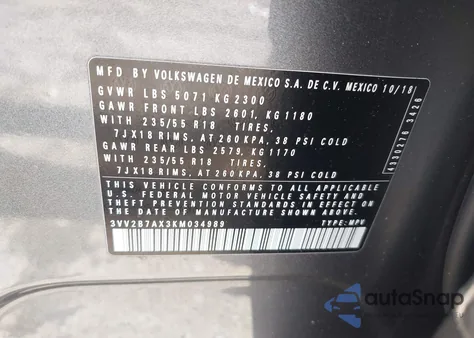 MFD BY VOLKSWAGEN DE MEXICO S.A. DE C.V. MEXICO 10/18
GVWR LBS 5071 KG 2300
GAWR FRONT LBS 2601, KG 1180
WITH 235/55 R18 TIRES,
7JX18 RIMS, AT 260 KPA, 38 PSI COLD
GAWR REAR LBS 2579, KG 1170
WITH 235/55 R18 TIRES,
7JX18 RIMS, AT 260 KPA, 38 PSI COLD
THIS VEHICLE CONFORMS TO ALL APPLICABLE
U.S. FEDERAL MOTOR VEHICLE SAFETY AND
THEFT PREVENTION STANDARDS IN EFFECT ON THE
DATE OF MANUFACTURE SHOWN ABOVE.
3VV2B7AX3KM034989 TYPE: MPV
4330276 3426
autoSnap